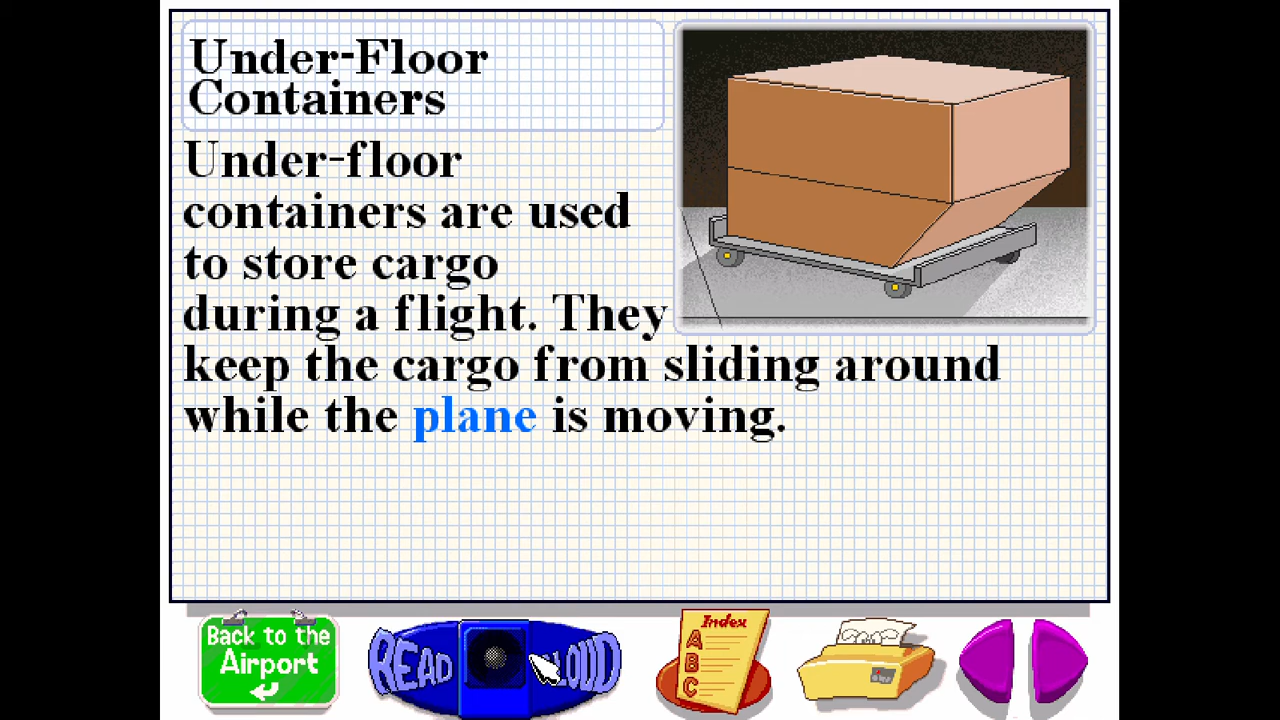 Under-Floor
Containers
Under-floor
containers are used
to store cargo
during a flight. They
keep the cargo from sliding around
while the plane is moving.
Back to the
Airport
READ ALOUD
Index
A
B
C